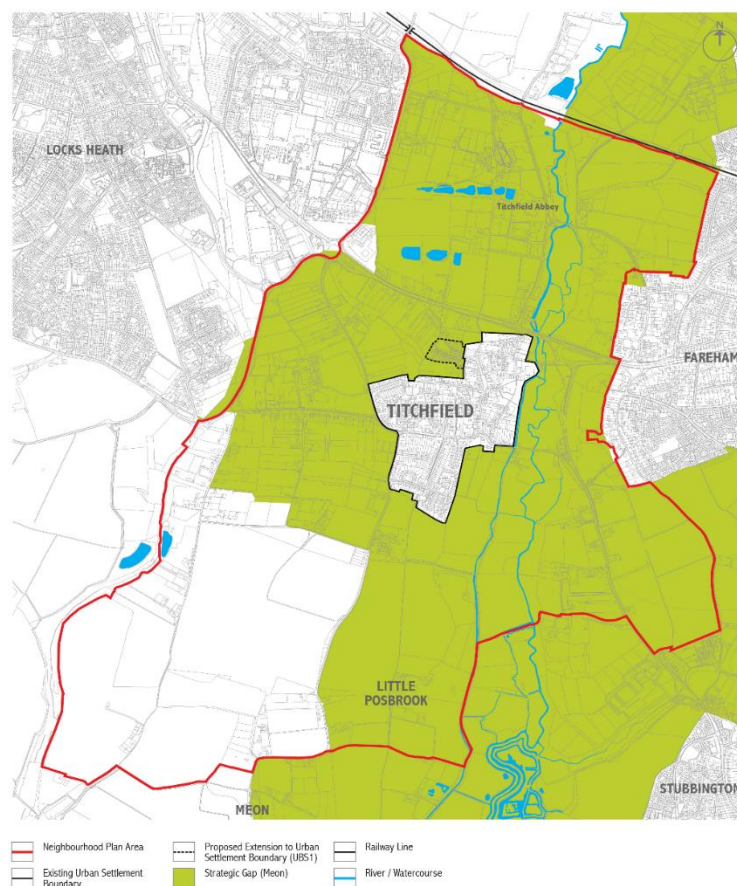 N
LOCKS HEATH
Titchfield Abbey
FAREHAM
TITCHFIELD
LITTLE
POSBROOK
STUBBINGTON
MEON
Neighbourhood Plan Area
Existing Urban Settlement
Boundary
Proposed Extension to Urban
Settlement Boundary (UBS1)
Strategic Gap (Meon)
Railway Line
River / Watercourse